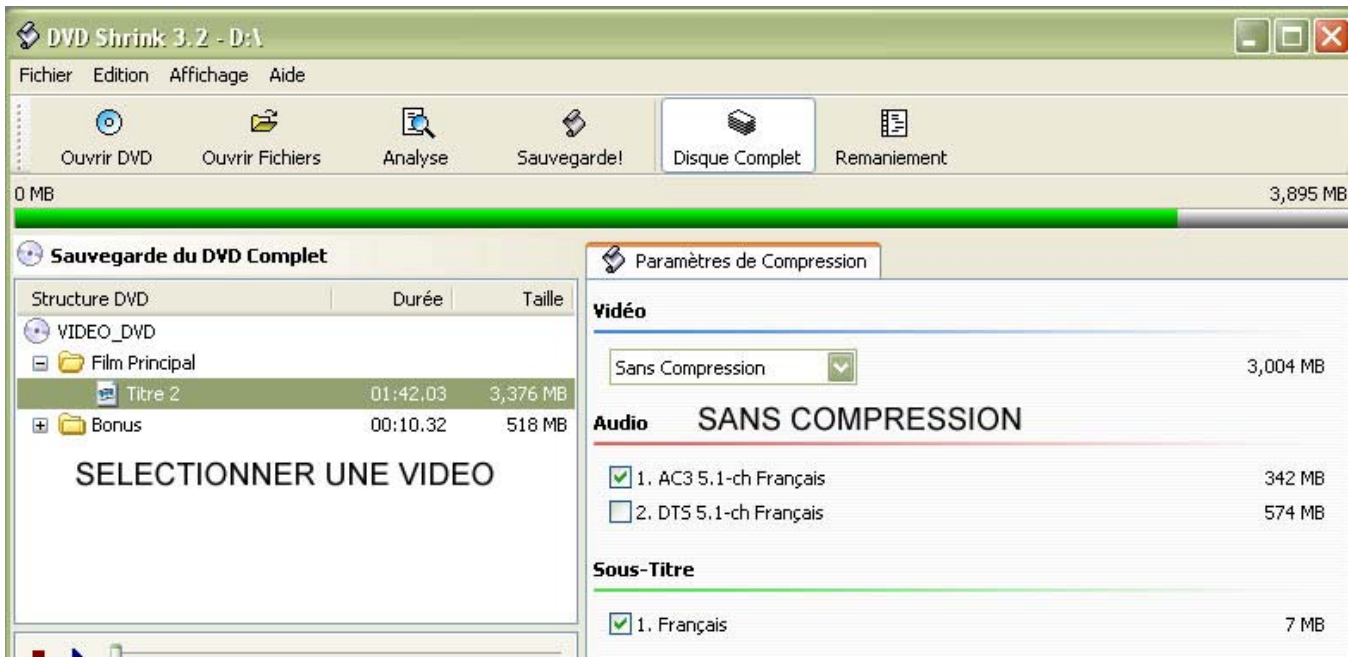 DVD Shrink 3.2 - D:\
Fichier Edition Affichage Aide
Ouvrir DVD Ouvrir Fichiers Analyse Sauvegarde! Disque Complet Remaniement
0 MB 3,895 MB
Sauvegarde du DVD Complet
Structure DVD Durée Taille
VIDEO_DVD
Film Principal
Titre 2 01:42.03 3,376 MB
Bonus 00:10.32 518 MB
SELECTIONNER UNE VIDEO
Paramètres de Compression
Vidéo
Sans Compression 3,004 MB
Audio SANS COMPRESSION
1. AC3 5.1-ch Français 342 MB
2. DTS 5.1-ch Français 574 MB
Sous-Titre
1. Français 7 MB